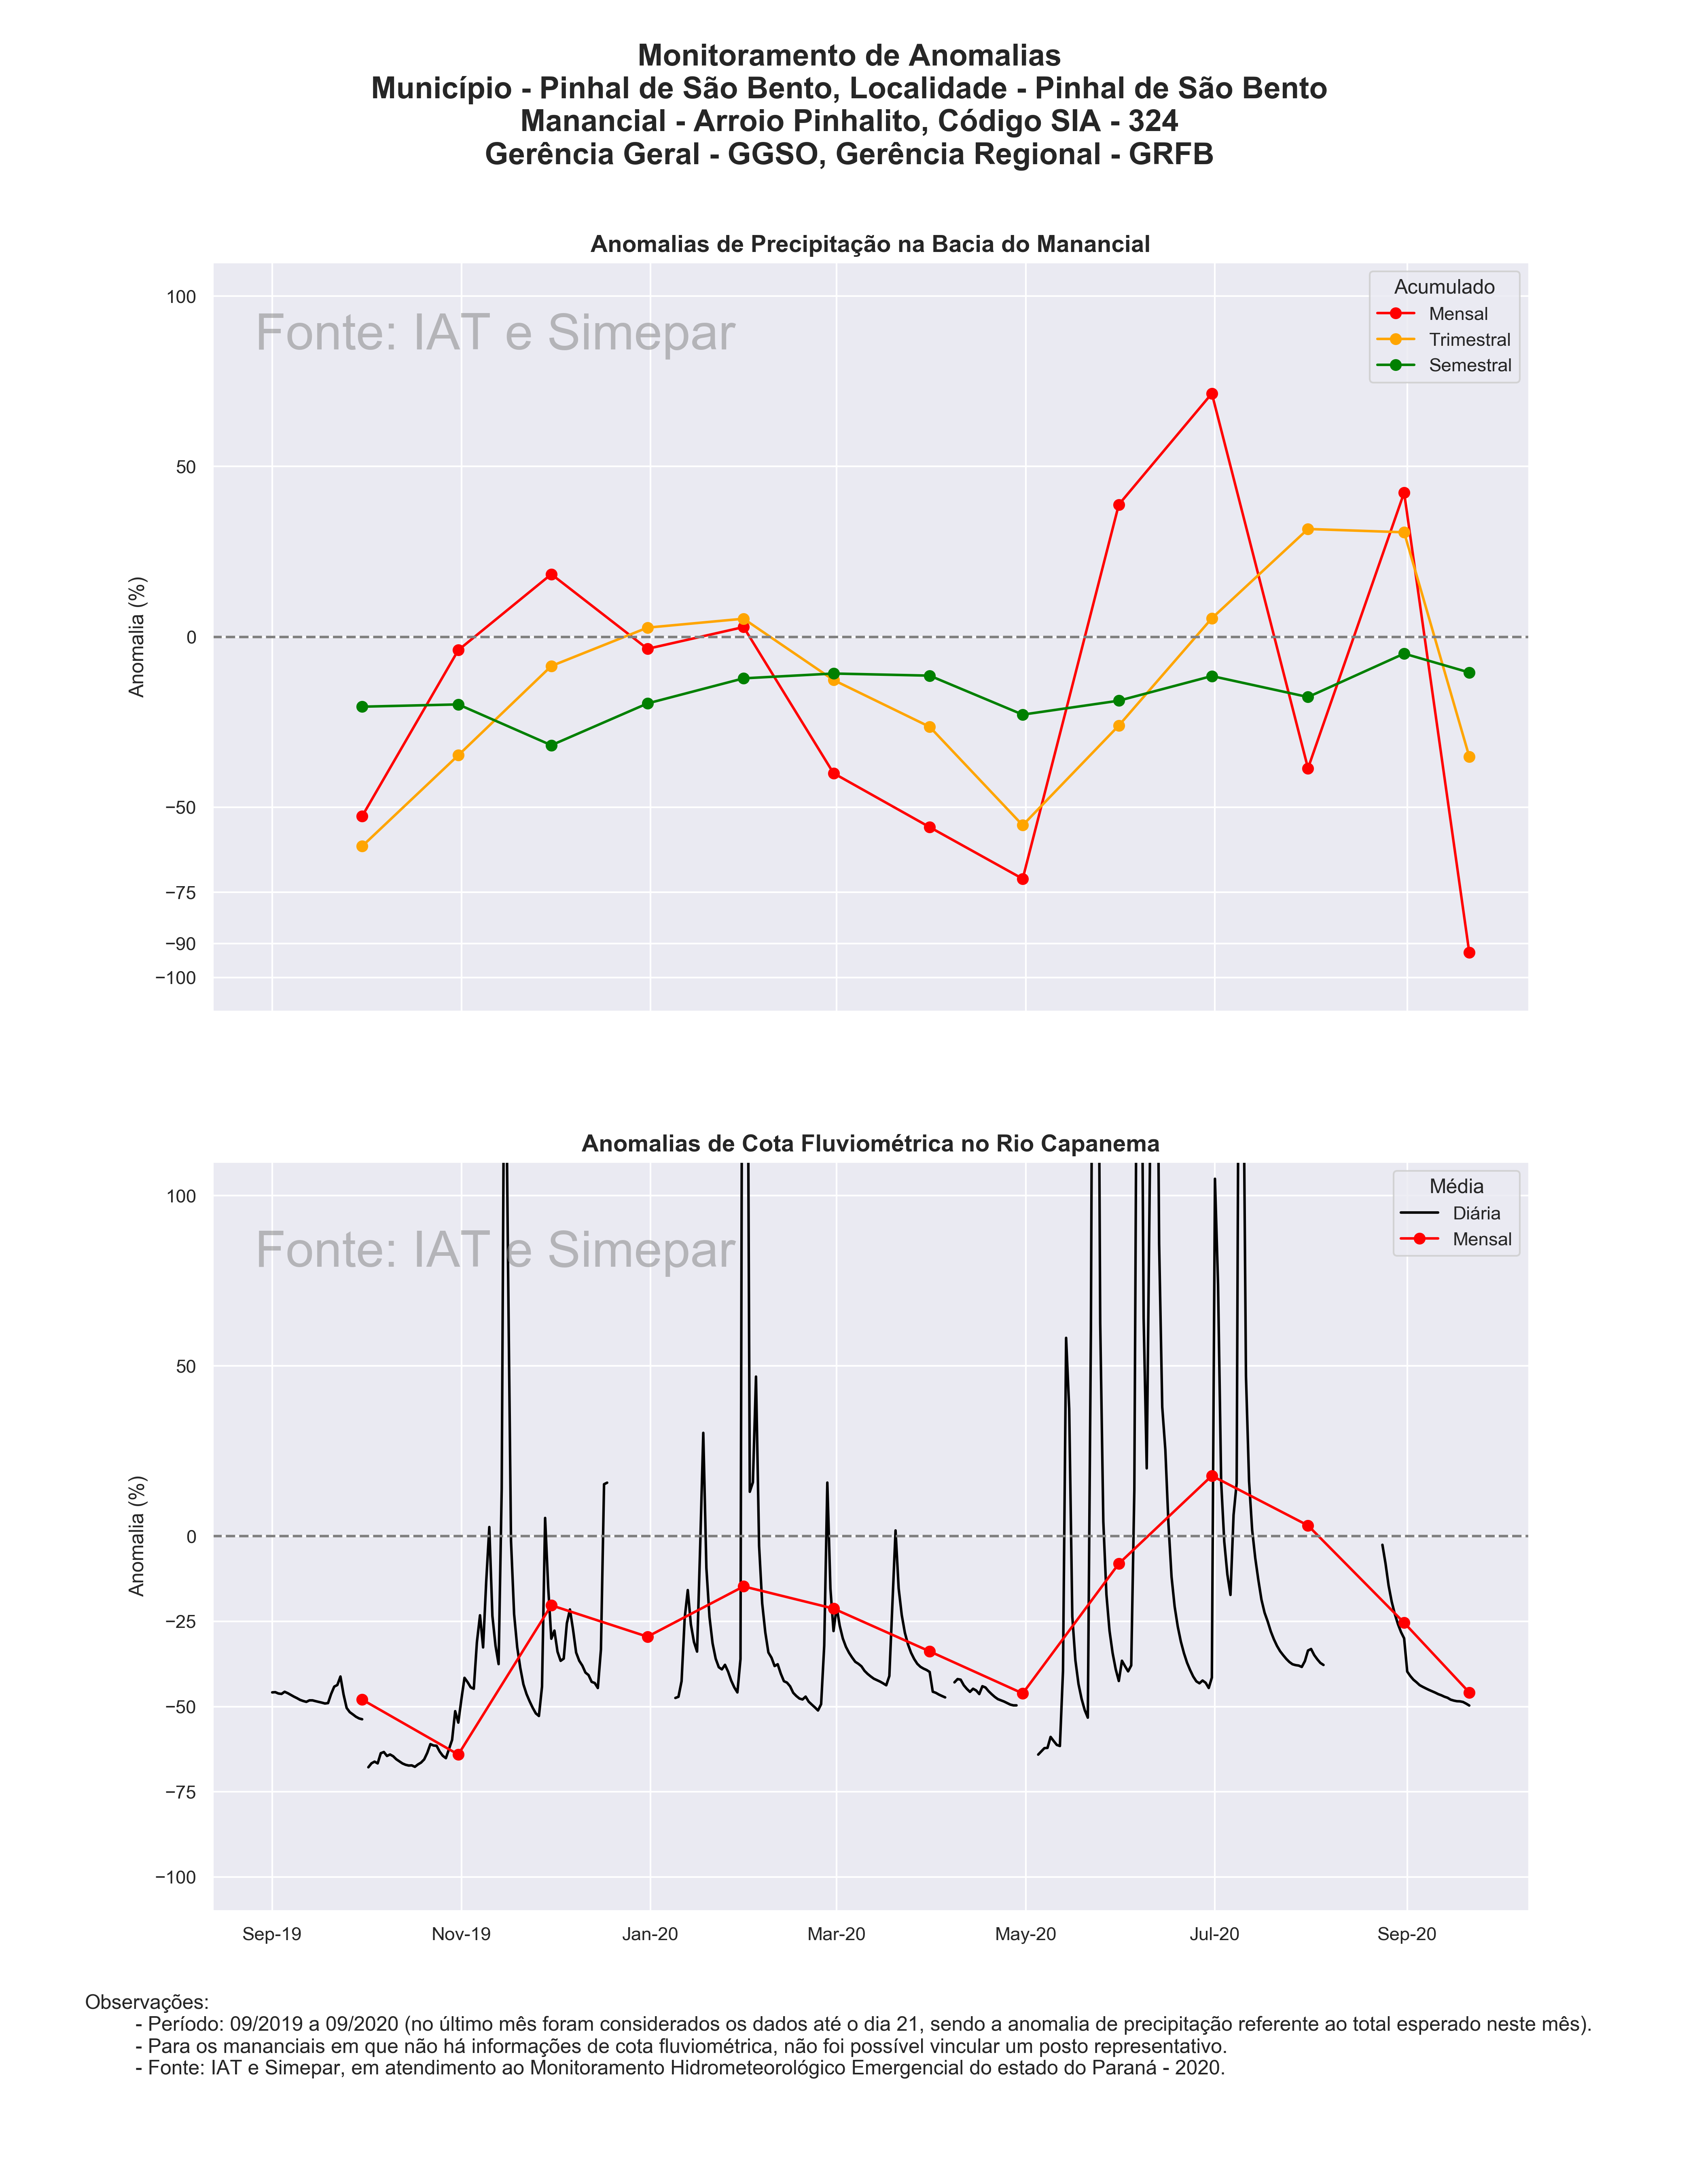 Monitoramento de Anomalias
Município - Pinhal de São Bento, Localidade - Pinhal de São Bento
Manancial - Arroio Pinhalito, Código SIA - 324
Gerência Geral - GGSO, Gerência Regional - GRFB
Anomalias de Precipitação na Bacia do Manancial
Fonte: IAT e Simepar
Acumulado
Mensal
Trimestral
Semestral
Anomalia (%)
100
50
0
−50
−75
−90
−100
Anomalias de Cota Fluviométrica no Rio Capanema
Fonte: IAT e Simepar
Média
Diária
Mensal
Anomalia (%)
100
50
0
−25
−50
−75
−100
Sep-19 Nov-19 Jan-20 Mar-20 May-20 Jul-20 Sep-20
Observações:
- Período: 09/2019 a 09/2020 (no último mês foram considerados os dados até o dia 21, sendo a anomalia de precipitação referente ao total esperado neste mês).
- Para os mananciais em que não há informações de cota fluviométrica, não foi possível vincular um posto representativo.
- Fonte: IAT e Simepar, em atendimento ao Monitoramento Hidrometeorológico Emergencial do estado do Paraná - 2020.